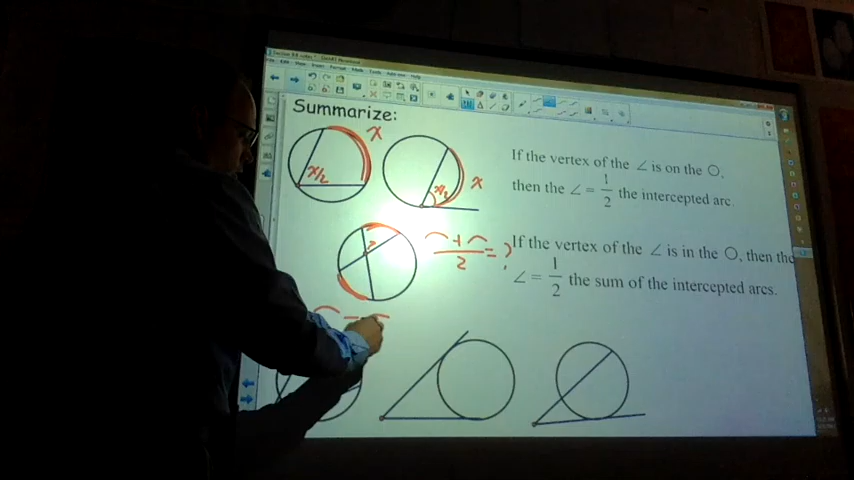 Summarize:
x
x/2
x/2
x
If the vertex of the ∠ is on the ○,
then the ∠ = 1/2 the intercepted arc.
?
⌒ + ⌒ / 2 = ?
If the vertex of the ∠ is in the ○, then the
∠ = 1/2 the sum of the intercepted arcs.
⌒ − ⌒